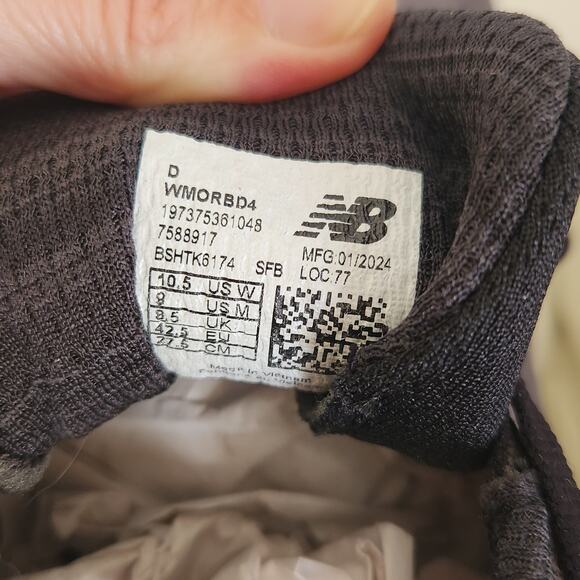 D
WMORBD4
197375361048
7588917
BSHTK6174 SFB
NB
MFG:01/2024
LOC:77
10.5 US W
9 US M
8.5 UK
42.5 EU
27.5 CM
Made in Vietnam